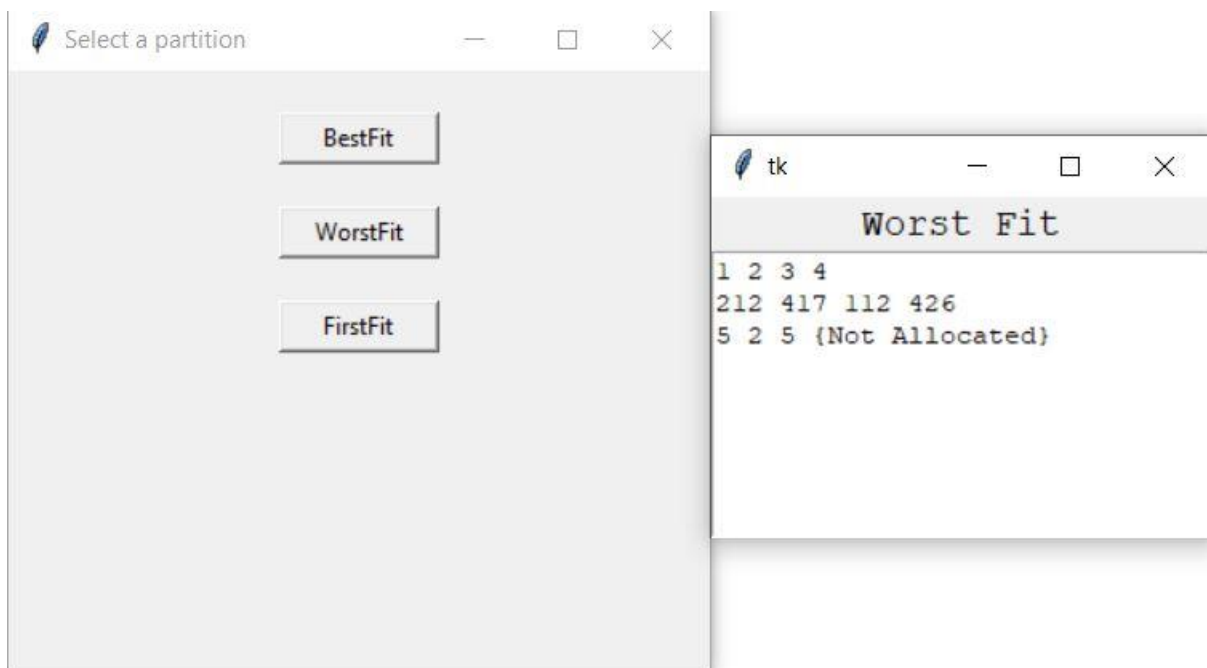 Select a partition
BestFit
WorstFit
FirstFit
tk
Worst Fit
1 2 3 4
212 417 112 426
5 2 5 {Not Allocated}